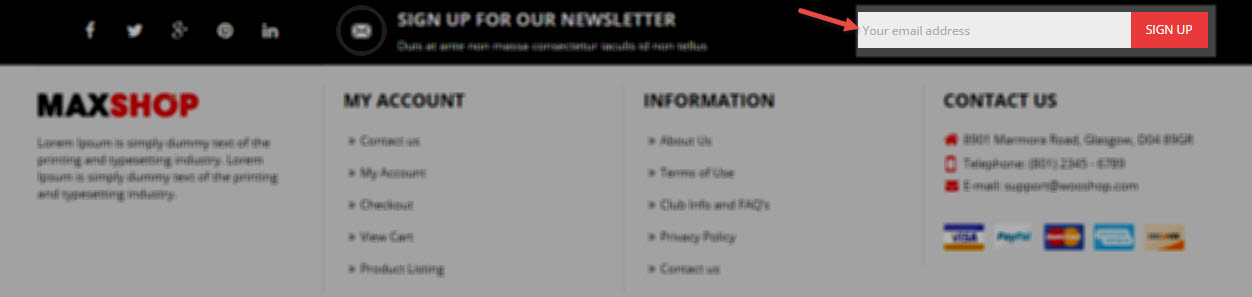 SIGN UP FOR OUR NEWSLETTER
Duis at ante non massa consectetur iaculis id non tellus
Your email address
SIGN UP
MAXSHOP
Lorem Ipsum is simply dummy text of the
printing and typesetting industry. Lorem
Ipsum is simply dummy text of the printing
and typesetting industry.
MY ACCOUNT
» Contact us
» My Account
» Checkout
» View Cart
» Product Listing
INFORMATION
» About Us
» Terms of Use
» Club Info and FAQ's
» Privacy Policy
» Contact us
CONTACT US
8901 Marmora Road, Glasgow, D04 89GR
Telephone: (801) 2345 - 6789
E-mail: support@wooshop.com
VISA PayPal MasterCard DISCOVER